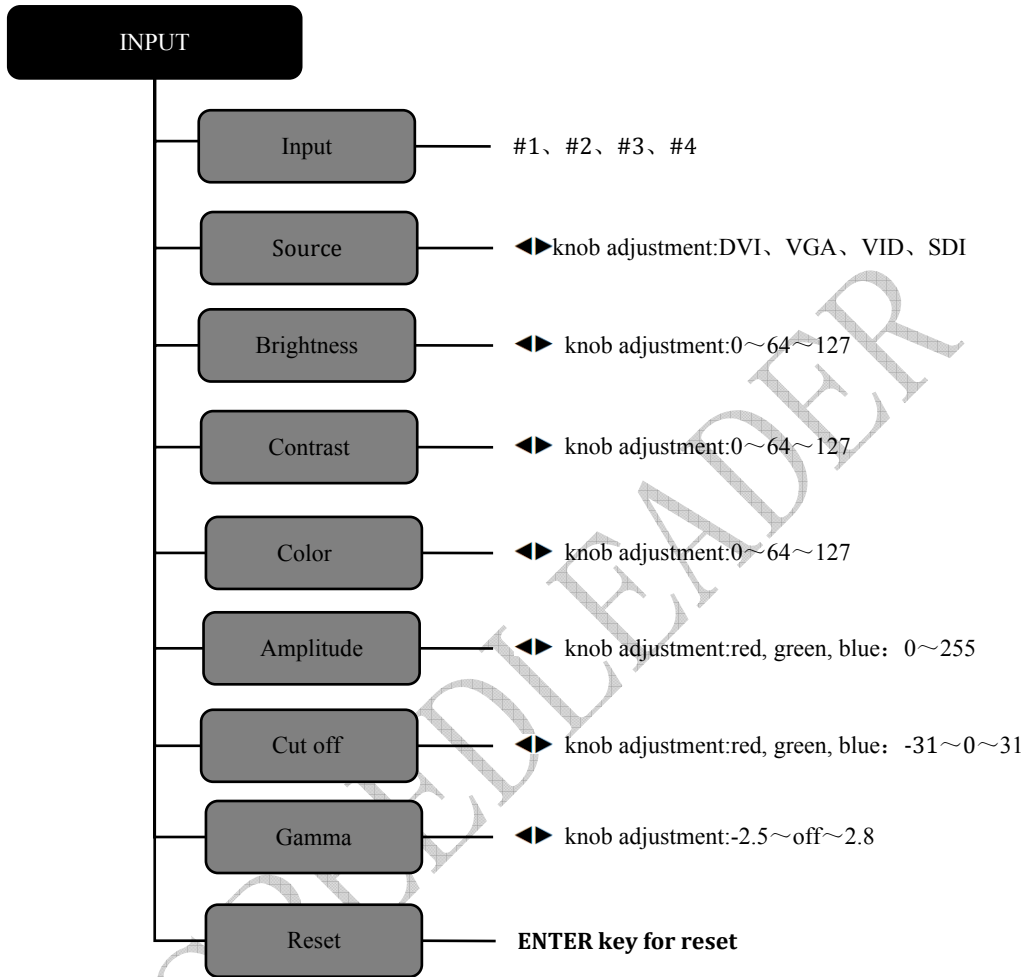 INPUT
Input
#1、#2、#3、#4
Source
◀▶knob adjustment:DVI、VGA、VID、SDI
Brightness
◀▶ knob adjustment:0～64～127
Contrast
◀▶ knob adjustment:0～64～127
Color
◀▶ knob adjustment:0～64～127
Amplitude
◀▶ knob adjustment:red, green, blue：0～255
Cut off
◀▶ knob adjustment:red, green, blue：-31～0～31
Gamma
◀▶ knob adjustment:-2.5～off～2.8
Reset
ENTER key for reset